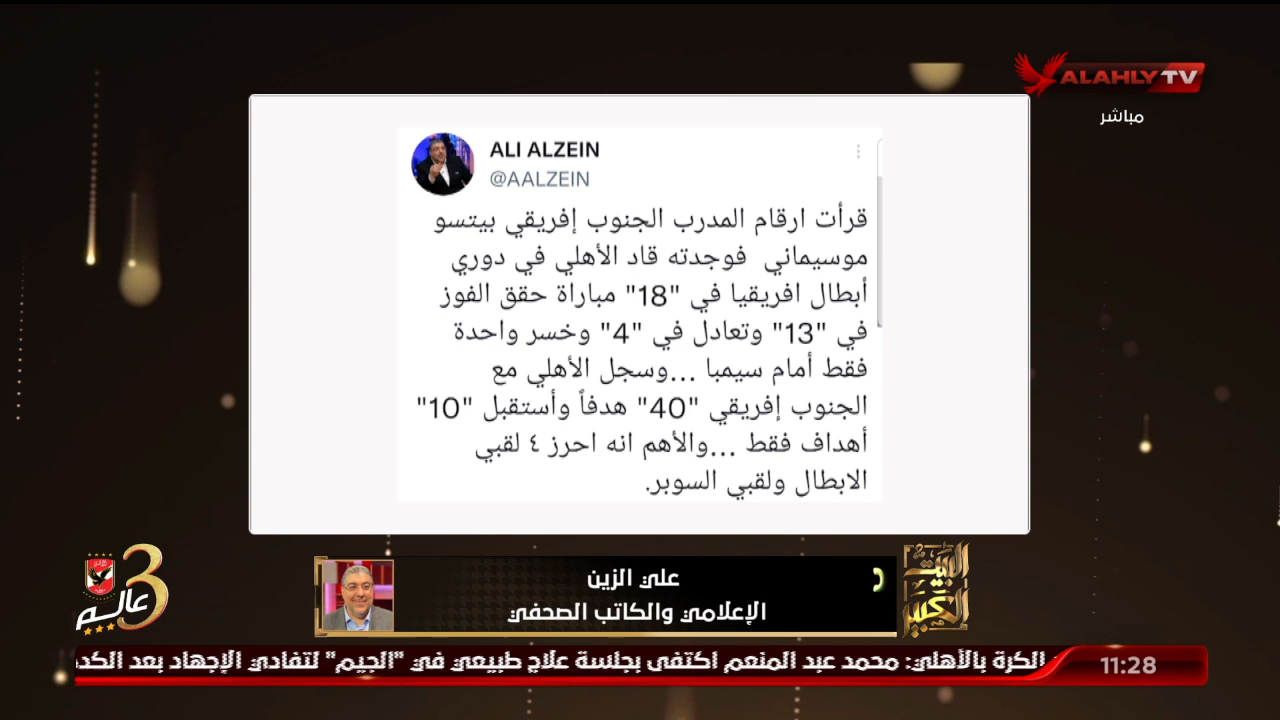 ALAHLY TV
مباشر
ALI ALZEIN
@AALZEIN
قرأت ارقام المدرب الجنوب إفريقي بيتسو
موسيماني فوجدته قاد الأهلي في دوري
أبطال افريقيا في "18" مباراة حقق الفوز
في "13" وتعادل في "4" وخسر واحدة
فقط أمام سيمبا ...وسجل الأهلي مع
الجنوب إفريقي "40" هدفاً وأستقبل "10"
أهداف فقط ...والأهم انه احرز ٤ لقبي
الابطال ولقبي السوبر.
البيت الكبير
علي الزين
الإعلامي والكاتب الصحفي
3 عالم
11:28
الكرة بالأهلي: محمد عبد المنعم اكتفى بجلسة علاج طبيعي في "الجيم" لتفادي الإجهاد بعد